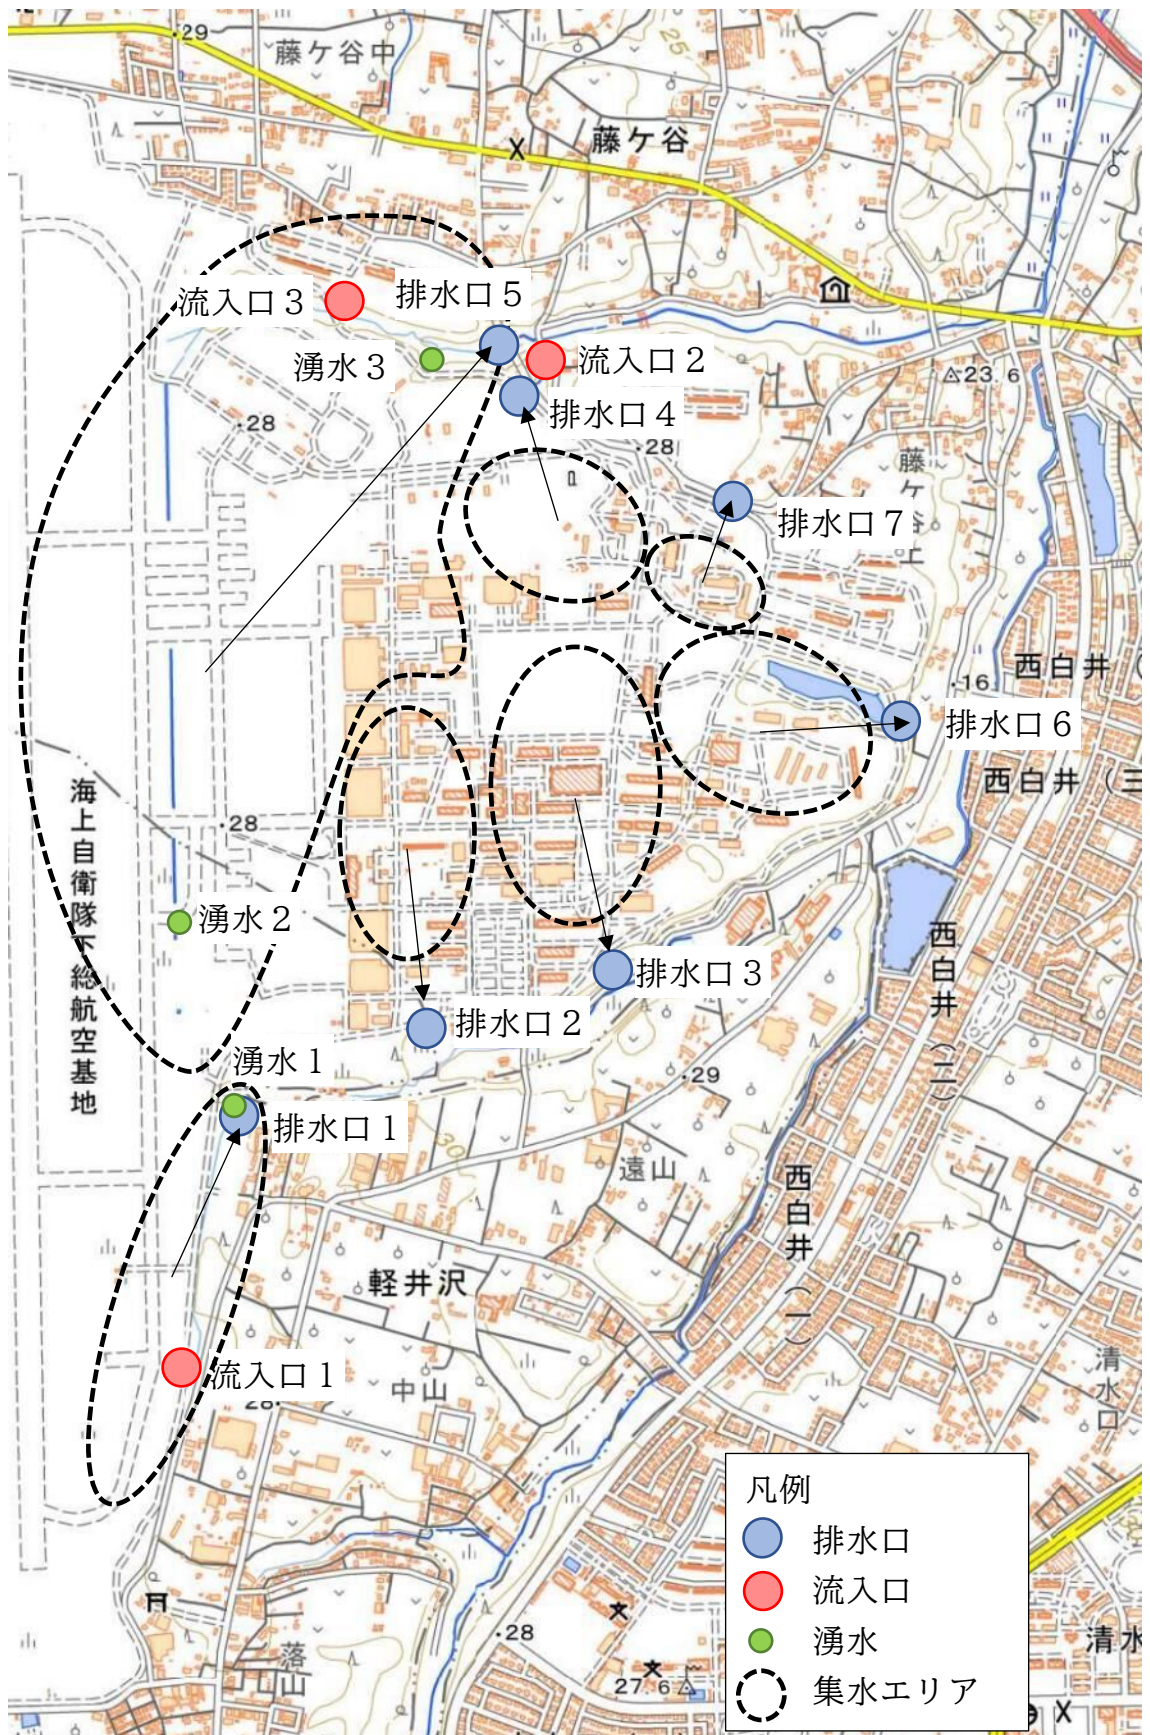 29
藤ケ谷中
25
藤ケ谷
流入口3
排水口5
湧水3
流入口2
排水口4
23.6
28
28
藤ケ谷上
排水口7
西白井(
16
排水口6
西白井(三
海上自衛隊下総航空基地
28
湧水2
西白井(二)
排水口3
排水口2
湧水1
29
排水口1
30
遠山
西白井(一)
軽井沢
流入口1
28
中山
清水口
凡例
排水口
流入口
湧水
集水エリア
28
落山
27.6
清水